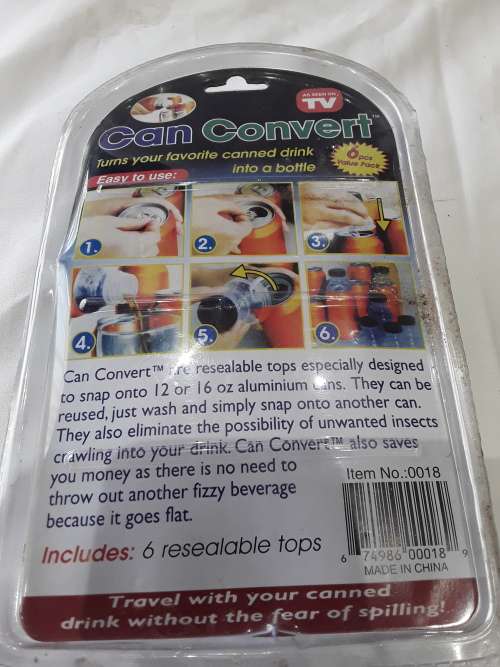 AS SEEN ON
TV
Can Convert™
Turns your favorite canned drink
into a bottle
6pcs
Value Pack
Easy to use:
1.
2.
3.
4.
5.
6.
Can Convert™ are resealable tops especially designed
to snap onto 12 or 16 oz aluminium cans. They can be
reused, just wash and simply snap onto another can.
They also eliminate the possibility of unwanted insects
crawling into your drink. Can Convert™ also saves
you money as there is no need to
throw out another fizzy beverage
because it goes flat.
Item No.:0018
6 74986 00018 9
MADE IN CHINA
Includes: 6 resealable tops
Travel with your canned
drink without the fear of spilling!